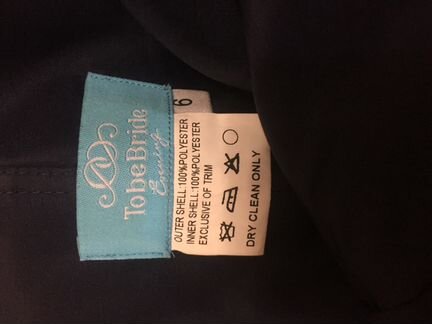 TobeBride
Evening
6
OUTER SHELL:100%POLYESTER
INNER SHELL:100%POLYESTER
EXCLUSIVE OF TRIM
DRY CLEAN ONLY